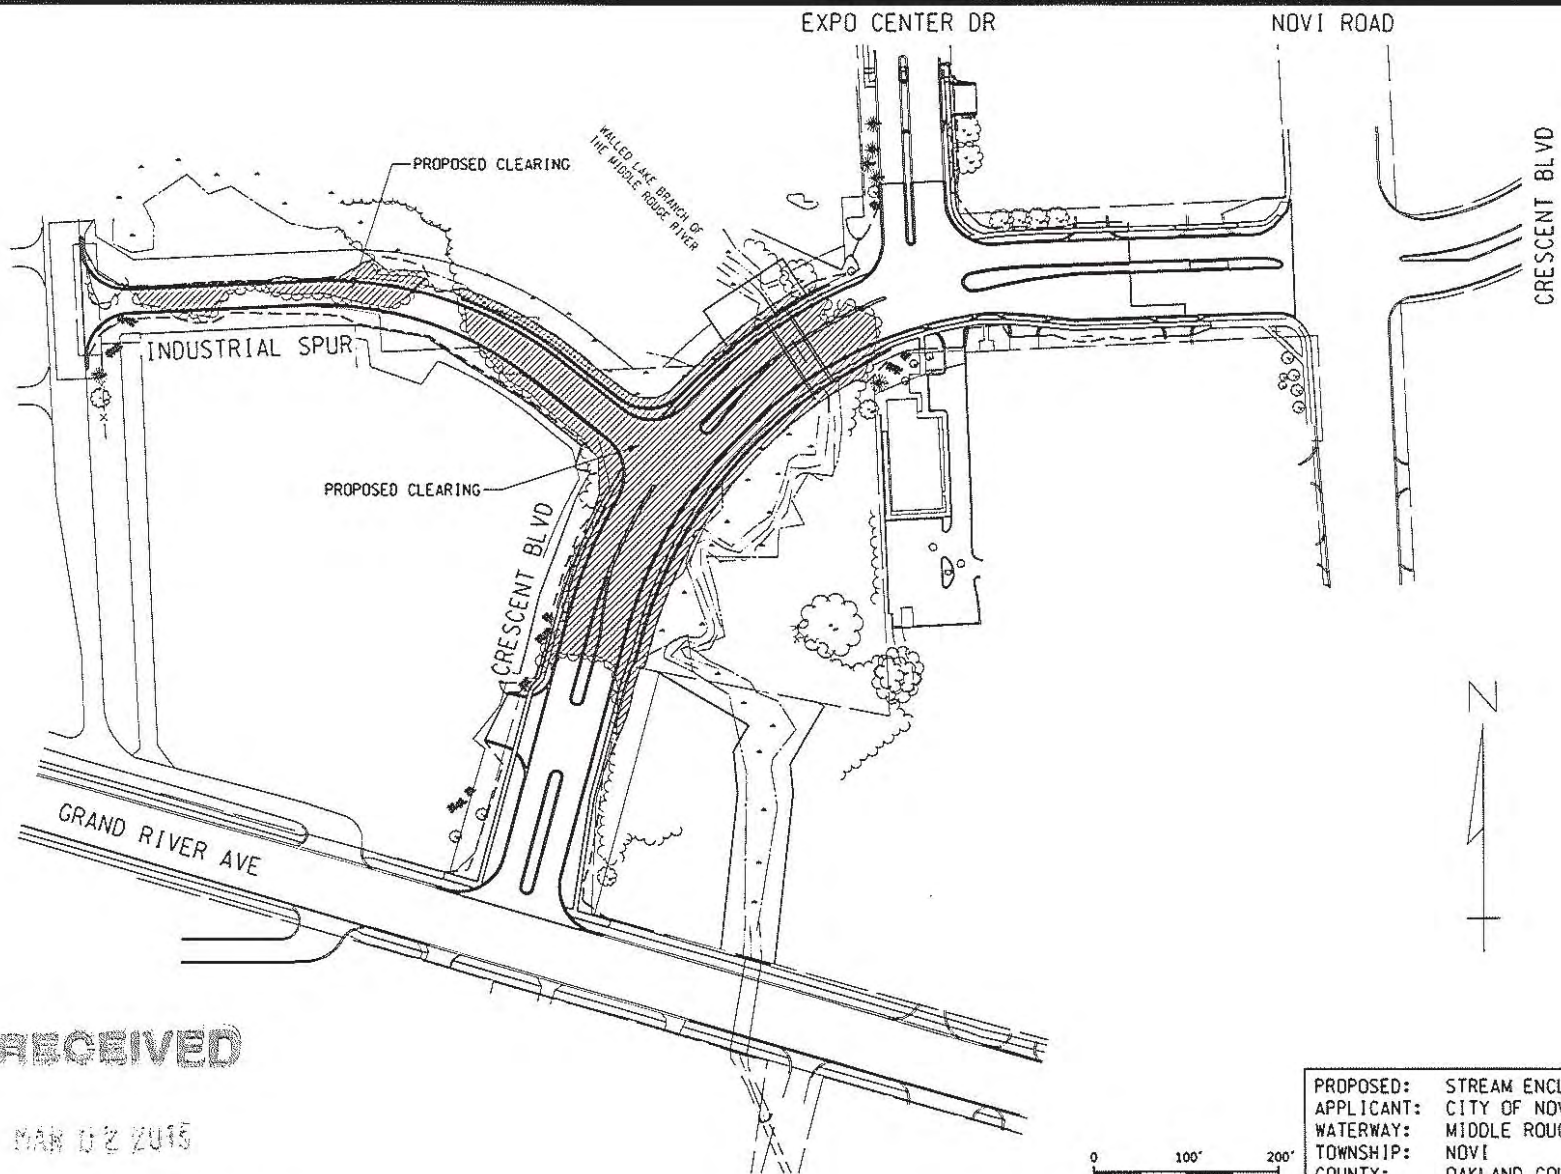 EXPO CENTER DR
NOVI ROAD
CRESCENT BLVD
PROPOSED CLEARING
WALLED LAKE BRANCH OF
THE MIDDLE ROUGE RIVER
INDUSTRIAL SPUR
PROPOSED CLEARING
CRESCENT BLVD
GRAND RIVER AVE
N
RECEIVED
MAR 02 2015
0 100' 200'
PROPOSED: STREAM ENCL
APPLICANT: CITY OF NOV
WATERWAY: MIDDLE ROUG
TOWNSHIP: NOVI
COUNTY: OAKLAND COU